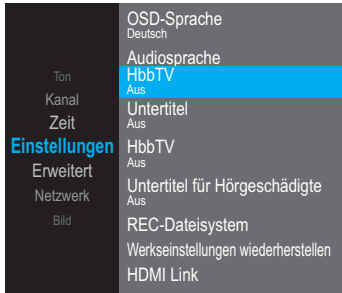 Ton
Kanal
Zeit
Einstellungen
Erweitert
Netzwerk
Bild
OSD-Sprache
Deutsch
Audiosprache
HbbTV
Aus
Untertitel
Aus
HbbTV
Aus
Untertitel für Hörgeschädigte
Aus
REC-Dateisystem
Werkseinstellungen wiederherstellen
HDMI Link